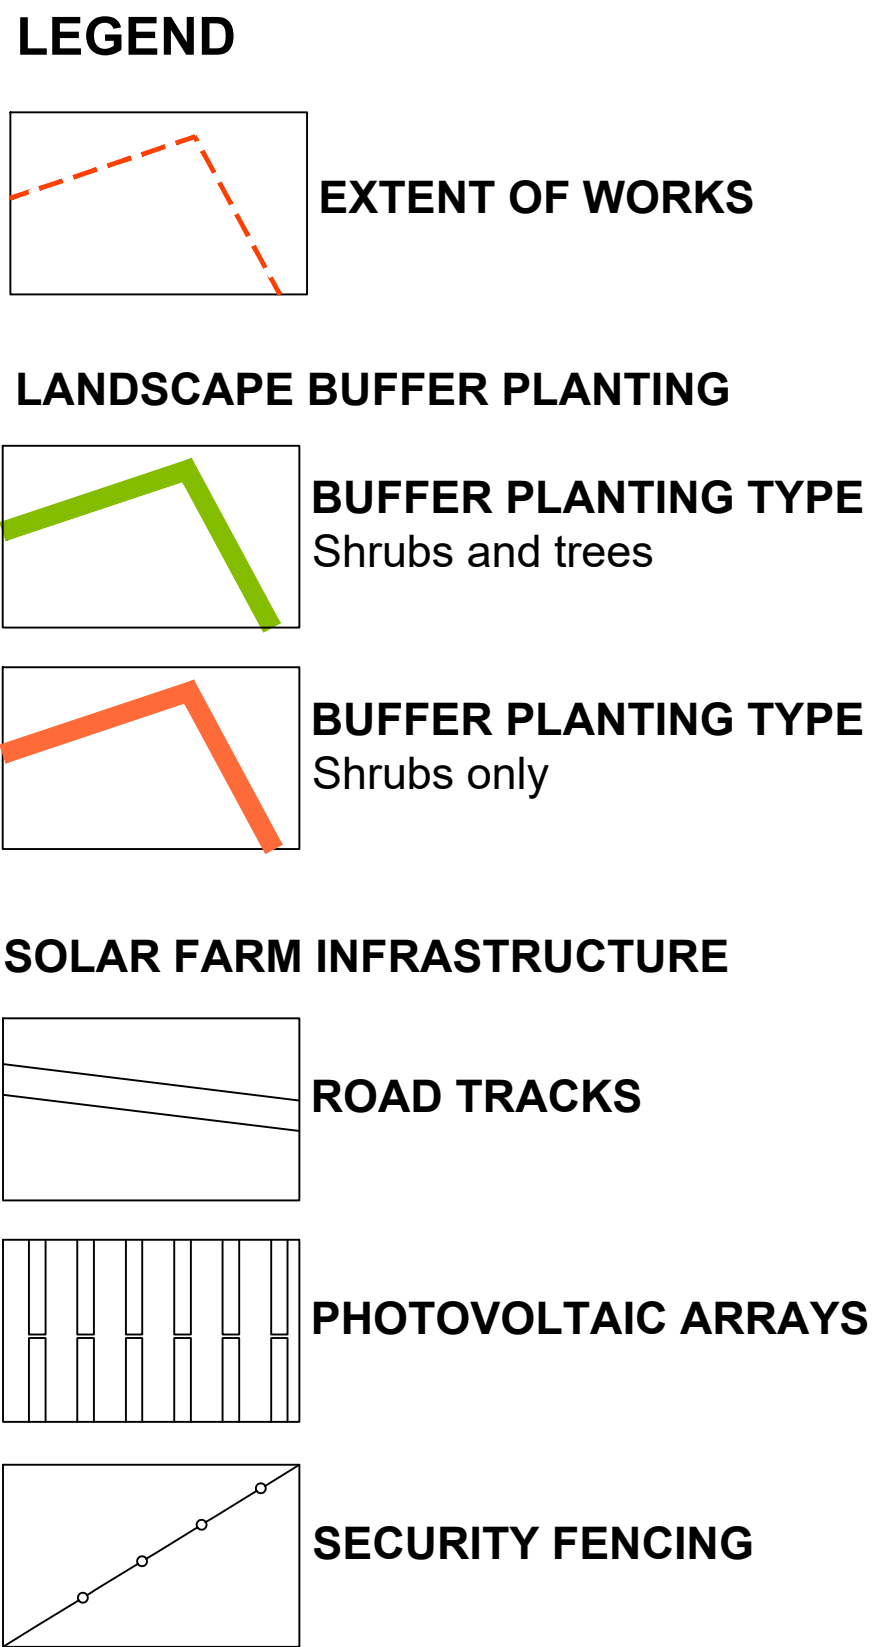 LEGEND
EXTENT OF WORKS
LANDSCAPE BUFFER PLANTING
BUFFER PLANTING TYPE
Shrubs and trees
BUFFER PLANTING TYPE
Shrubs only
SOLAR FARM INFRASTRUCTURE
ROAD TRACKS
PHOTOVOLTAIC ARRAYS
SECURITY FENCING